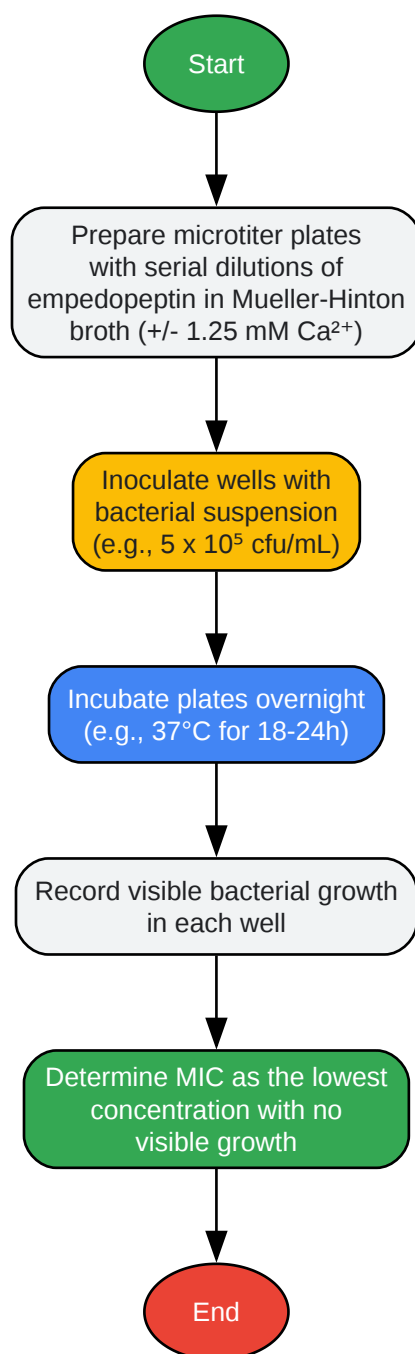 Start
Prepare microtiter plates
with serial dilutions of
empedopeptin in Mueller-Hinton
broth (+/- 1.25 mM Ca²⁺)
Inoculate wells with
bacterial suspension
(e.g., 5 x 10⁵ cfu/mL)
Incubate plates overnight
(e.g., 37°C for 18-24h)
Record visible bacterial growth
in each well
Determine MIC as the lowest
concentration with no
visible growth
End